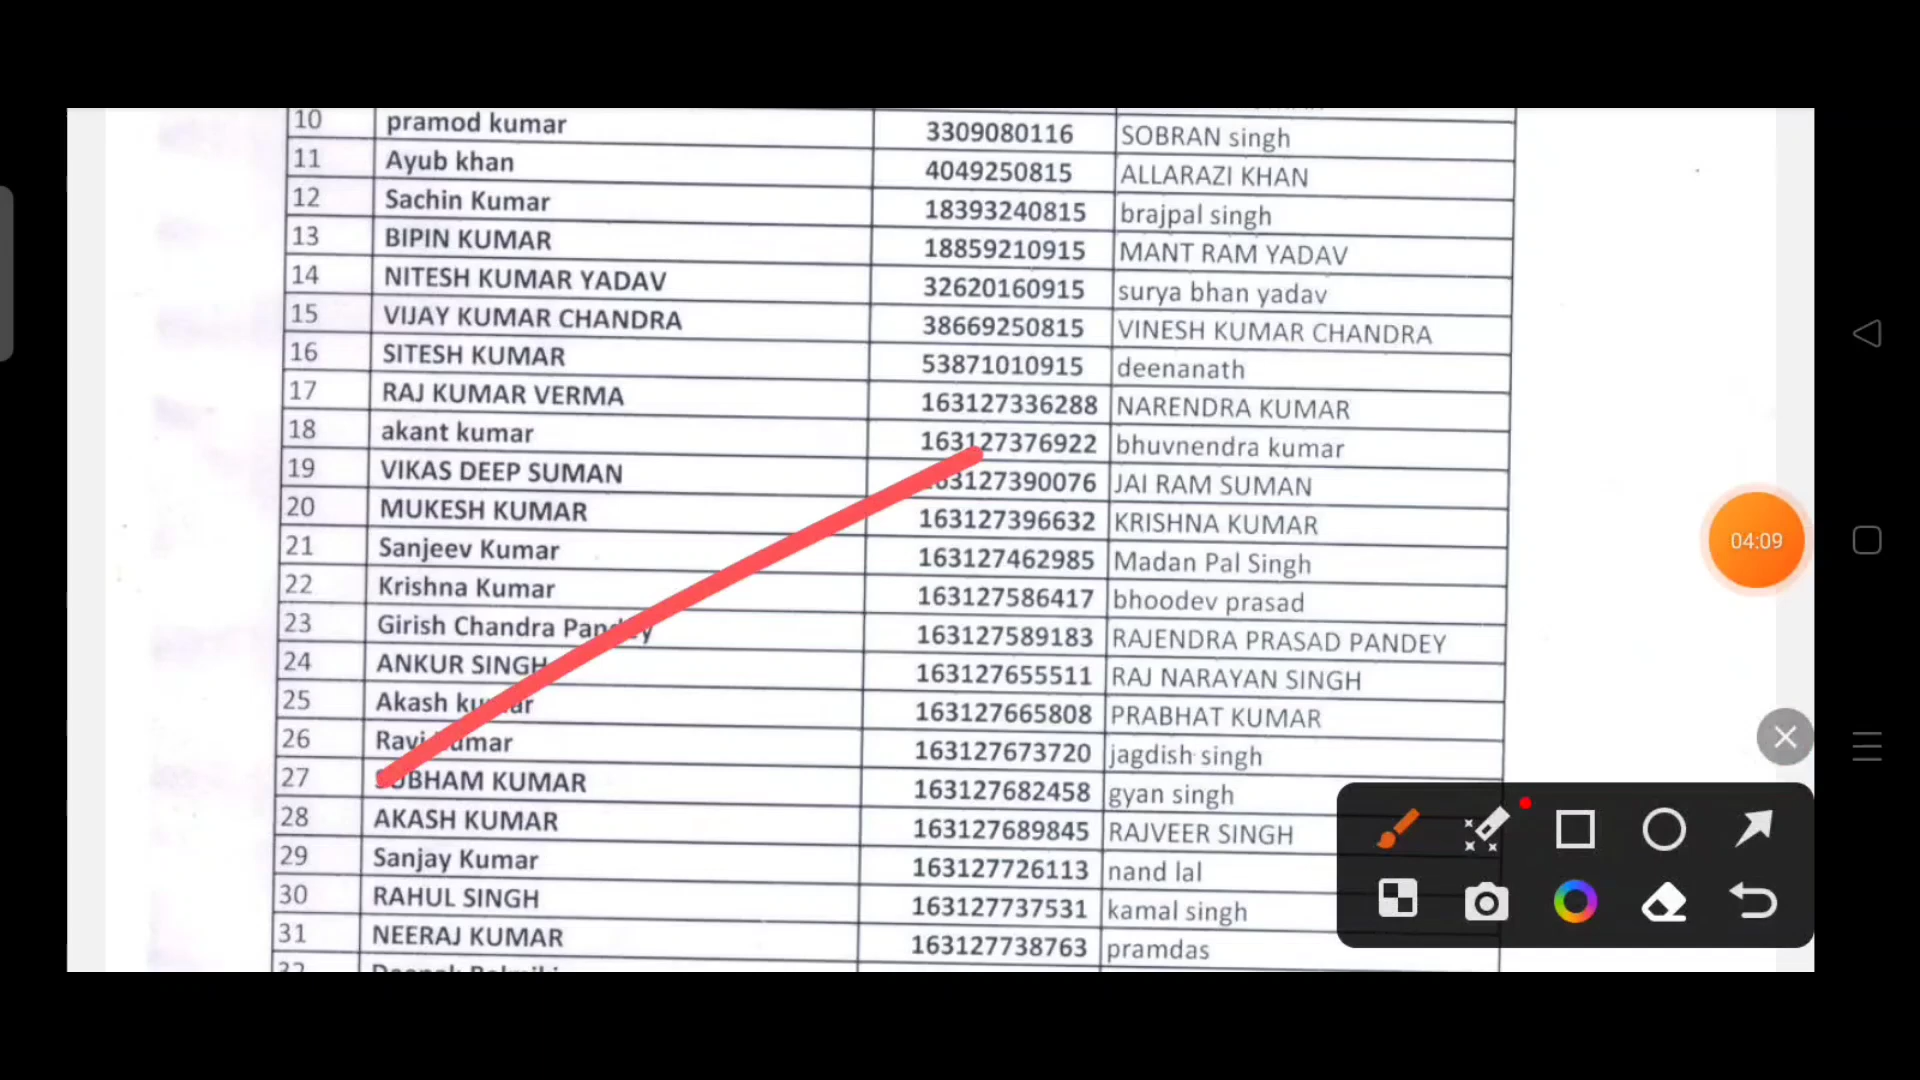 10 pramod kumar 3309080116 SOBRAN singh
11 Ayub khan 4049250815 ALLARAZI KHAN
12 Sachin Kumar 18393240815 brajpal singh
13 BIPIN KUMAR 18859210915 MANT RAM YADAV
14 NITESH KUMAR YADAV 32620160915 surya bhan yadav
15 VIJAY KUMAR CHANDRA 38669250815 VINESH KUMAR CHANDRA
16 SITESH KUMAR 53871010915 deenanath
17 RAJ KUMAR VERMA 163127336288 NARENDRA KUMAR
18 akant kumar 163127376922 bhuvnendra kumar
19 VIKAS DEEP SUMAN 163127390076 JAI RAM SUMAN
20 MUKESH KUMAR 163127396632 KRISHNA KUMAR
21 Sanjeev Kumar 163127462985 Madan Pal Singh
22 Krishna Kumar 163127586417 bhoodev prasad
23 Girish Chandra Pandey 163127589183 RAJENDRA PRASAD PANDEY
24 ANKUR SINGH 163127655511 RAJ NARAYAN SINGH
25 Akash kumar 163127665808 PRABHAT KUMAR
26 Ravi kumar 163127673720 jagdish singh
27 SUBHAM KUMAR 163127682458 gyan singh
28 AKASH KUMAR 163127689845 RAJVEER SINGH
29 Sanjay Kumar 163127726113 nand lal
30 RAHUL SINGH 163127737531 kamal singh
31 NEERAJ KUMAR 163127738763 pramdas
04:09